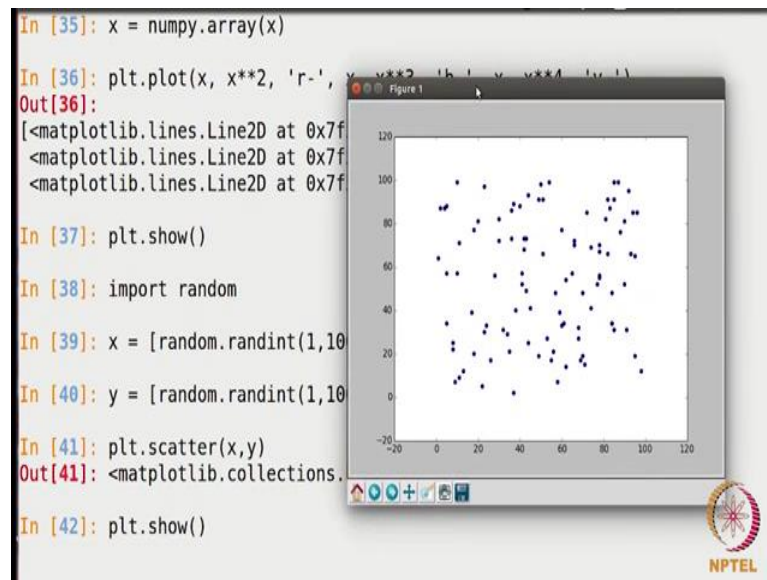 In [35]: x = numpy.array(x)
In [36]: plt.plot(x, x**2, 'r-',
Out[36]:
[<matplotlib.lines.Line2D at 0x7f
<matplotlib.lines.Line2D at 0x7f
<matplotlib.lines.Line2D at 0x7f
In [37]: plt.show()
In [38]: import random
In [39]: x = [random.randint(1,10
In [40]: y = [random.randint(1,10
In [41]: plt.scatter(x,y)
Out[41]: <matplotlib.collections.
In [42]: plt.show()
Figure 1
120
100
80
60
40
20
0
-20
-20 0 20 40 60 80 100 120
NPTEL